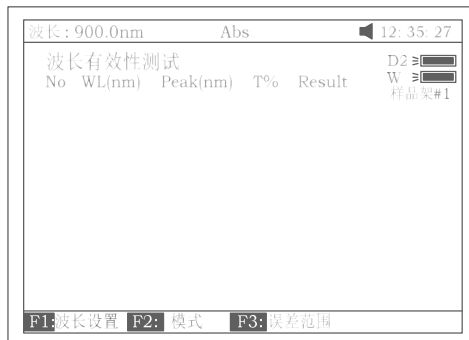 波长:900.0nm Abs 12:35:27
波长有效性测试 D2
No WL(nm) Peak(nm) T% Result W
样品架#1
F1:波长设置 F2: 模式 F3:误差范围